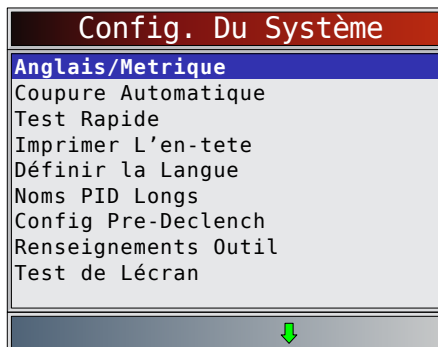 Config. Du Système
Anglais/Metrique
Coupure Automatique
Test Rapide
Imprimer L'en-tete
Définir la Langue
Noms PID Longs
Config Pre-Declench
Renseignements Outil
Test de Lécran